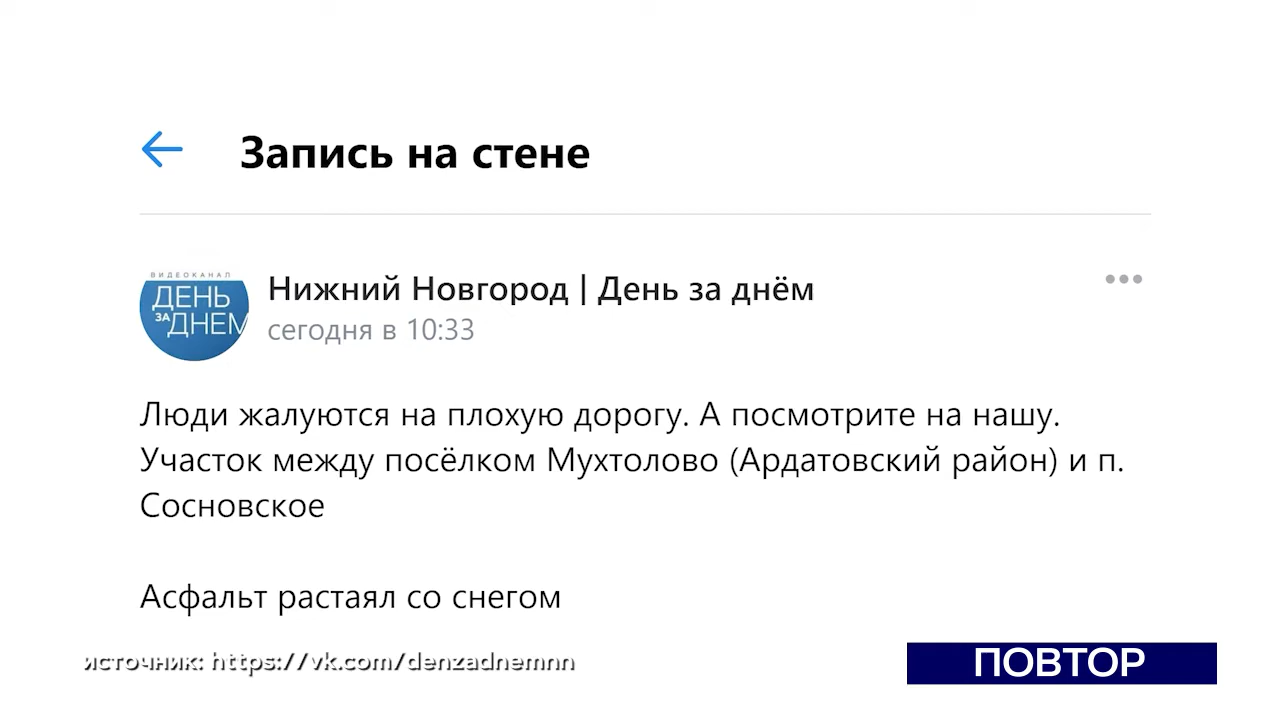 Запись на стене
ВИДЕОКАНАЛ
ДЕНЬ
ЗА ДНЕМ
Нижний Новгород | День за днём
сегодня в 10:33
Люди жалуются на плохую дорогу. А посмотрите на нашу.
Участок между посёлком Мухтолово (Ардатовский район) и п.
Сосновское
Асфальт растаял со снегом
источник: https://vk.com/denzadnemnn
ПОВТОР